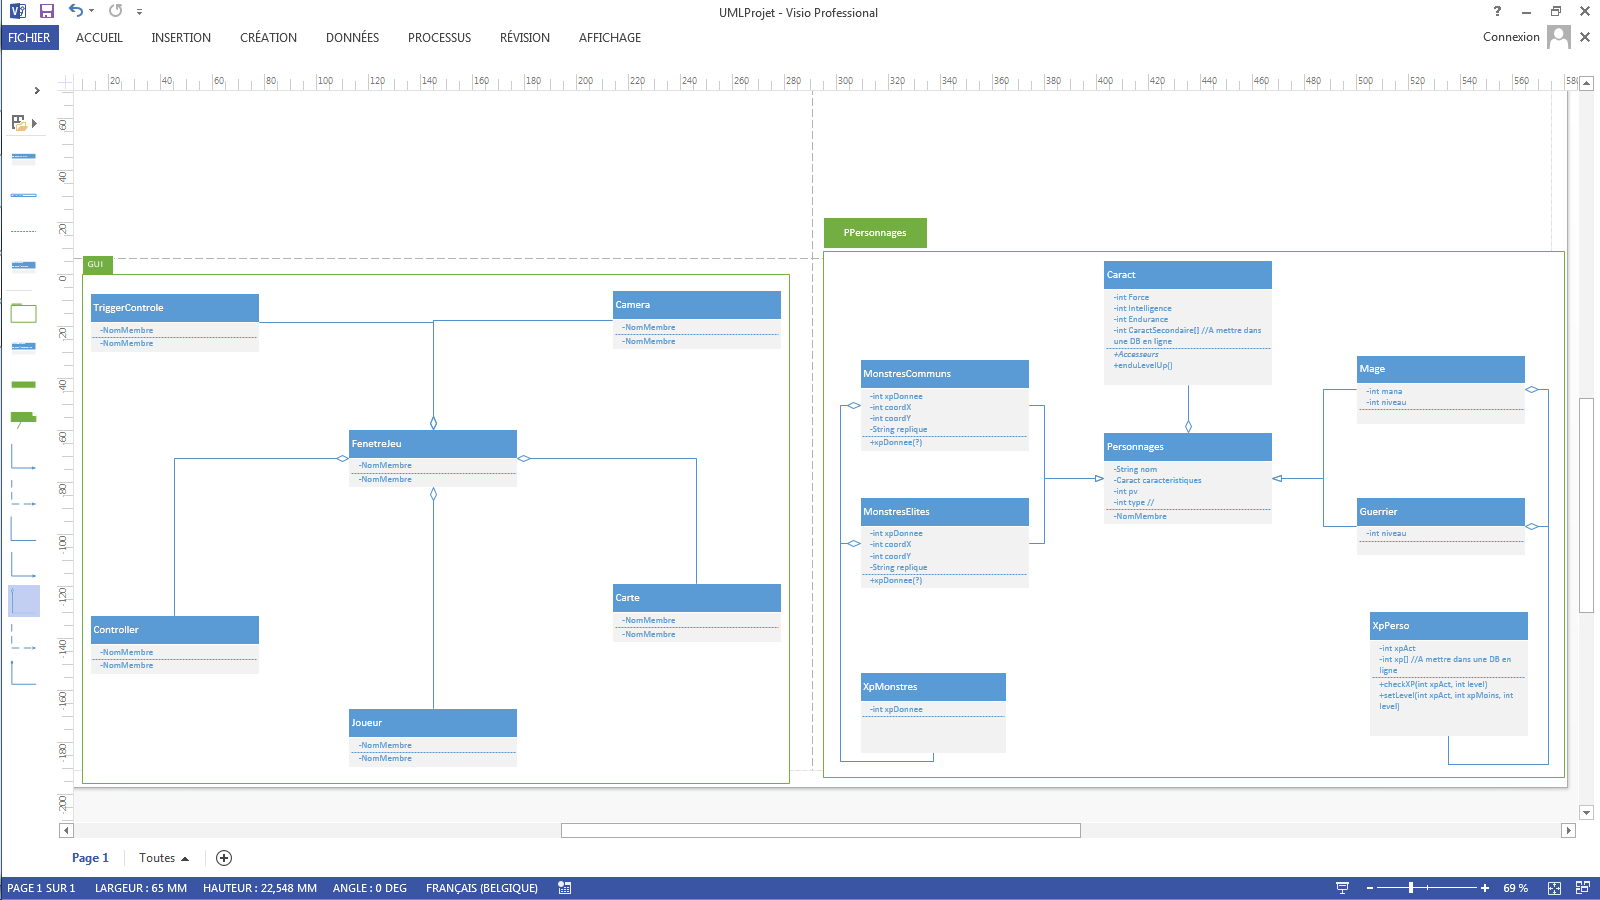 UMLProjet - Visio Professional
?
FICHIER
ACCUEIL
INSERTION
CRÉATION
DONNÉES
PROCESSUS
RÉVISION
AFFICHAGE
Connexion
20 40 60 80 100 120 140 160 180 200 220 240 260 280 300 320 340 360 380 400 420 440 460 480 500 520 540 560 580
60
40
20
0
-20
-40
-60
-80
-100
-120
-140
-160
-180
-200
GUI
TriggerControle
-NomMembre
-NomMembre
Camera
-NomMembre
-NomMembre
FenetreJeu
-NomMembre
-NomMembre
Controller
-NomMembre
-NomMembre
Carte
-NomMembre
-NomMembre
Joueur
-NomMembre
-NomMembre
PPersonnages
Caract
-int Force
-int Intelligence
-int Endurance
-int CaractSecondaire[] //A mettre dans
une DB en ligne
+Accesseurs
+enduLevelUp()
MonstresCommuns
-int xpDonnee
-int coordX
-int coordY
-String replique
+xpDonnee(?)
MonstresElites
-int xpDonnee
-int coordX
-int coordY
-String replique
+xpDonnee(?)
XpMonstres
-int xpDonnee
Personnages
-String nom
-Caract caracteristiques
-int pv
-int type //
-NomMembre
Mage
-int mana
-int niveau
Guerrier
-int niveau
XpPerso
-int xpAct
-int xp[] //A mettre dans une DB en
ligne
+checkXP(int xpAct, int level)
+setLevel(int xpAct, int xpMoins, int
level)
Page 1
Toutes
PAGE 1 SUR 1
LARGEUR : 65 MM
HAUTEUR : 22,548 MM
ANGLE : 0 DEG
FRANÇAIS (BELGIQUE)
69 %